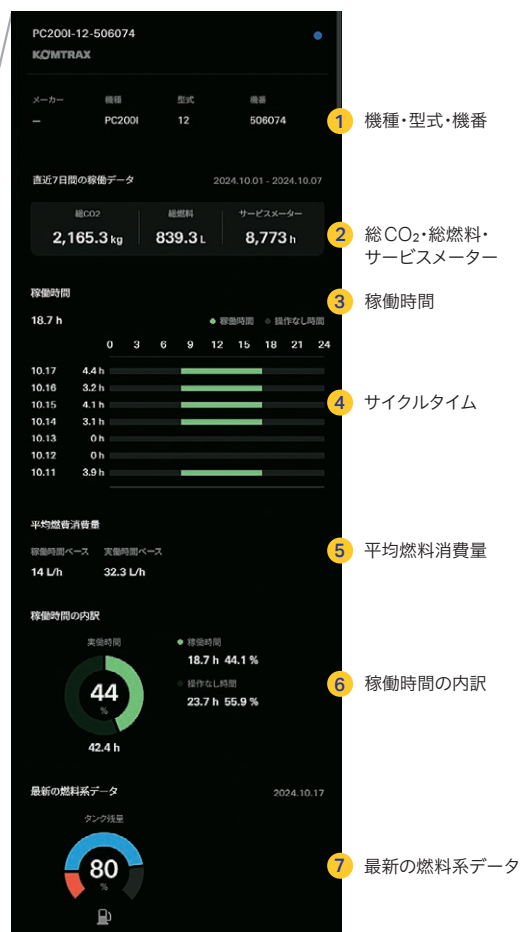 PC200I-12-506074
KOMTRAX
メーカー 機種 型式 機番
— PC200I 12 506074
1 機種・型式・機番
直近7日間の稼働データ 2024.10.01 - 2024.10.07
総CO2 総燃料 サービスメーター
2,165.3 kg 839.3 L 8,773 h
2 総CO₂・総燃料・
サービスメーター
稼働時間
3 稼働時間
18.7 h 稼働時間 操作なし時間
0 3 6 9 12 15 18 21 24
10.17 4.4 h
10.16 3.2 h
10.15 4.1 h
4 サイクルタイム
10.14 3.1 h
10.13 0 h
10.12 0 h
10.11 3.9 h
平均燃費消費量
5 平均燃料消費量
稼働時間ベース 実働時間ベース
14 L/h 32.3 L/h
稼働時間の内訳
実働時間 稼働時間
18.7 h 44.1 %
操作なし時間
6 稼働時間の内訳
44
%
23.7 h 55.9 %
42.4 h
最新の燃料系データ 2024.10.17
タンク残量
7 最新の燃料系データ
80
%